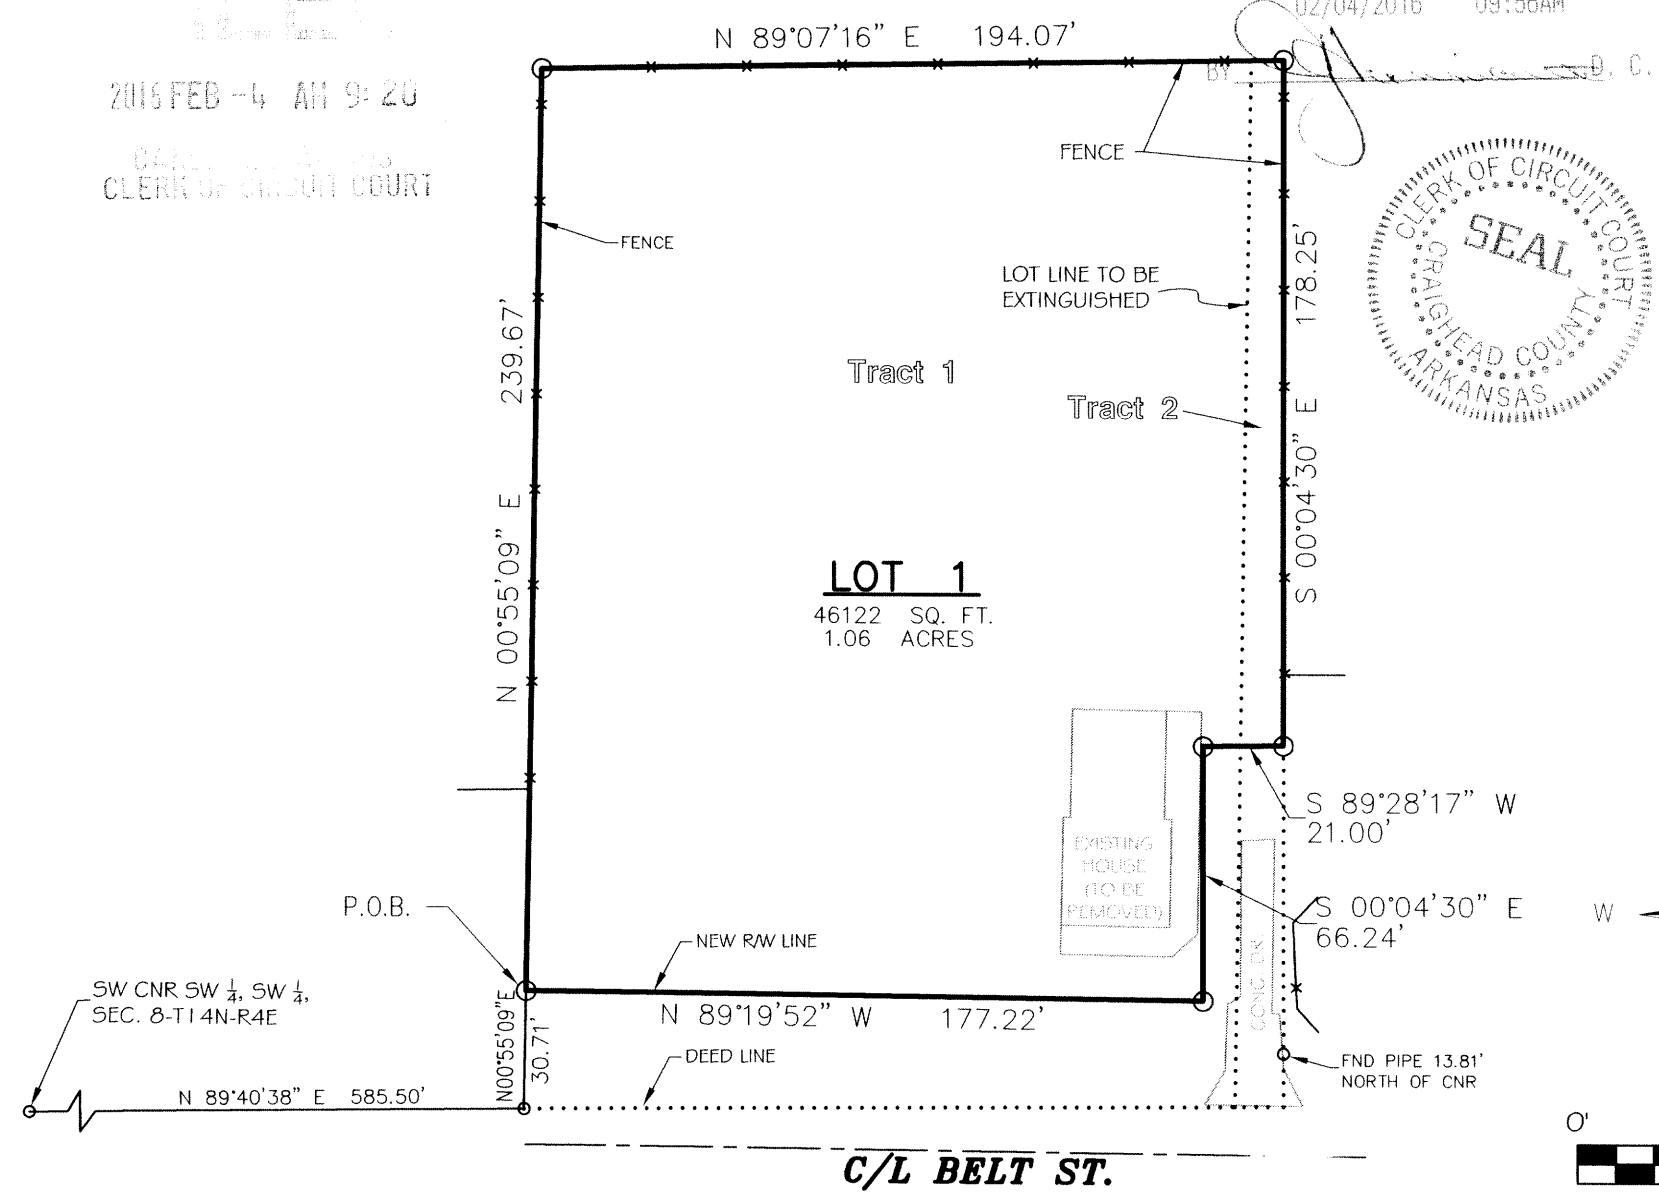 02/04/2016 09:56AM
N 89°07'16" E 194.07'
BY D. C.
2016 FEB -4 AM 9: 20
CLERK OF CIRCUIT COURT
FENCE
FENCE
CLERK OF CIRCUIT COURT
SEAL
CRAIGHEAD COUNTY
ARKANSAS
LOT LINE TO BE
EXTINGUISHED
239.67'
178.25'
Tract 1
Tract 2
N 00°55'09" E
S 00°04'30" E
LOT 1
46122 SQ. FT.
1.06 ACRES
S 89°28'17" W
21.00'
EXISTING
HOUSE
(TO BE
REMOVED)
P.O.B.
S 00°04'30" E
66.24'
W
NEW R/W LINE
CONC DR
SW CNR SW 1/4, SW 1/4,
SEC. 8-T14N-R4E
N 89°19'52" W 177.22'
N00°55'09"E
30.71'
DEED LINE
FND PIPE 13.81'
NORTH OF CNR
N 89°40'38" E 585.50'
0'
C/L BELT ST.